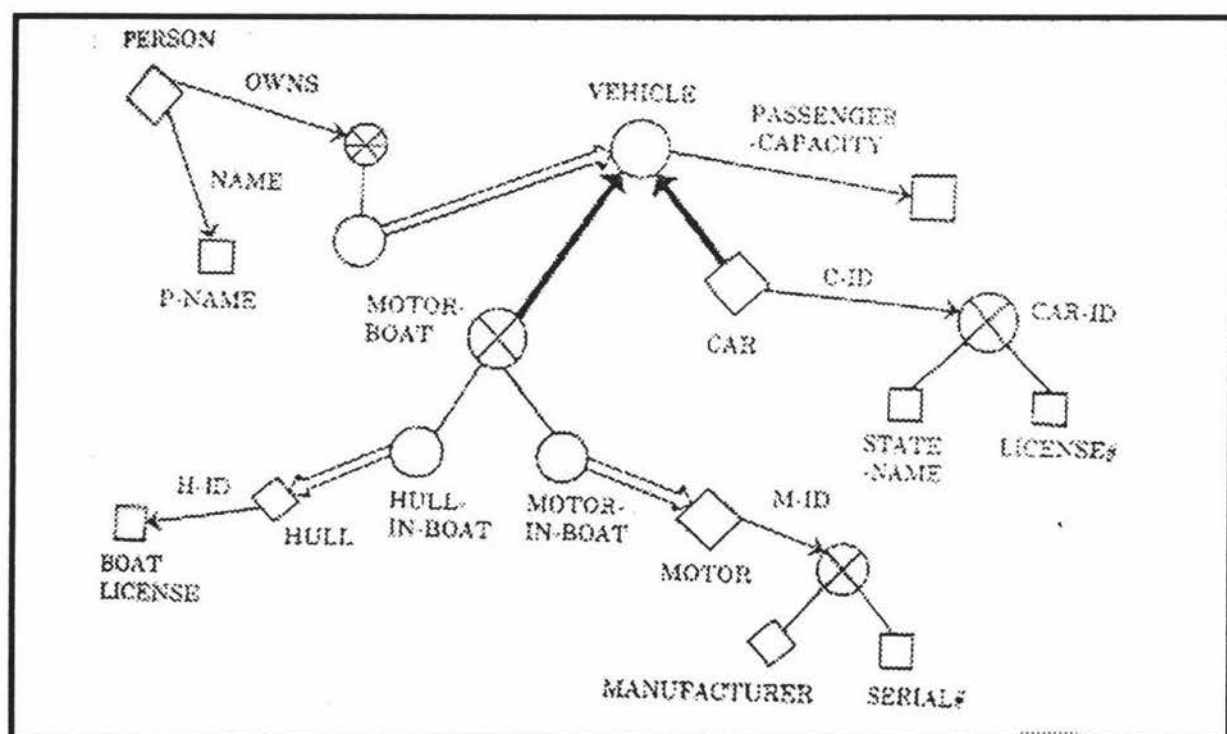 PERSON
OWNS
VEHICLE
PASSENGER
-CAPACITY
NAME
P-NAME
MOTOR-
BOAT
C-ID
CAR-ID
CAR
STATE
-NAME
LICENSE#
H-ID
HULL
HULL-
IN-BOAT
MOTOR-
IN-BOAT
M-ID
BOAT
LICENSE
MOTOR
MANUFACTURER
SERIAL#